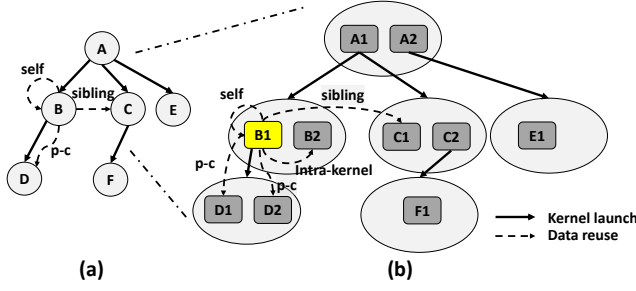 A
self
B
sibling
C
E
p-c
D
F
(a)
A1
A2
self
sibling
B1
B2
C1
C2
E1
p-c
p-c
Intra-kernel
D1
D2
F1
Kernel launch
Data reuse
(b)